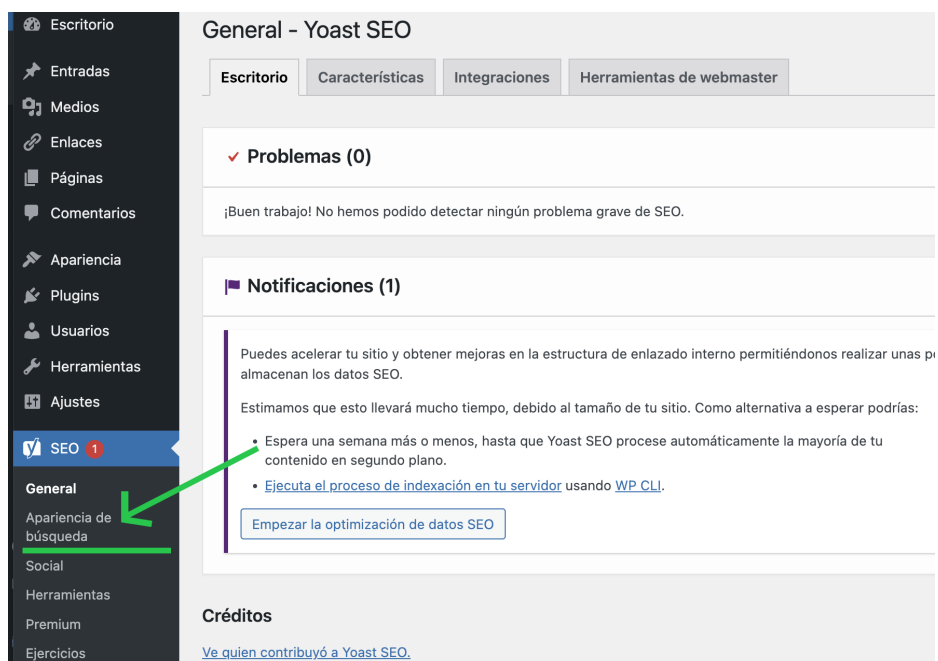 Escritorio
Entradas
Medios
Enlaces
Páginas
Comentarios
Apariencia
Plugins
Usuarios
Herramientas
Ajustes
SEO 1
General
Apariencia de
búsqueda
Social
Herramientas
Premium
Ejercicios
General - Yoast SEO
Escritorio Características Integraciones Herramientas de webmaster
Problemas (0)
¡Buen trabajo! No hemos podido detectar ningún problema grave de SEO.
Notificaciones (1)
Puedes acelerar tu sitio y obtener mejoras en la estructura de enlazado interno permitiéndonos realizar unas
almacenan los datos SEO.
Estimamos que esto llevará mucho tiempo, debido al tamaño de tu sitio. Como alternativa a esperar podrías:
Espera una semana más o menos, hasta que Yoast SEO procese automáticamente la mayoría de tu
contenido en segundo plano.
Ejecuta el proceso de indexación en tu servidor usando WP CLI.
Empezar la optimización de datos SEO
Créditos
Ve quien contribuyó a Yoast SEO.